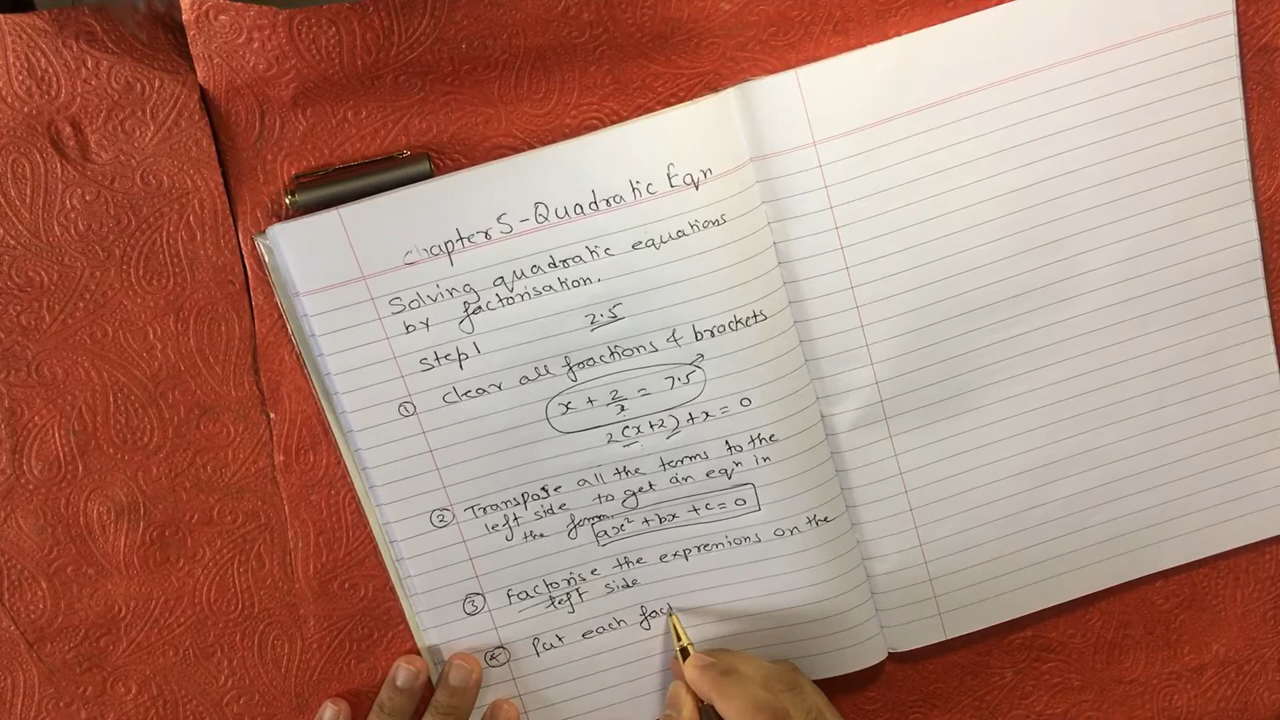 Chapter 5 - Quadratic Eqn
Solving quadratic equations
by factorisation.
2.5
Step 1
① Clear all fractions & brackets
x + 2/x = 7.5
2(x+2) + x = 0
② Transpose all the terms to the
left side to get an eqn in
the form
ax² + bx + c = 0
③ Factorise the expressions on the
left side
④ Put each fact